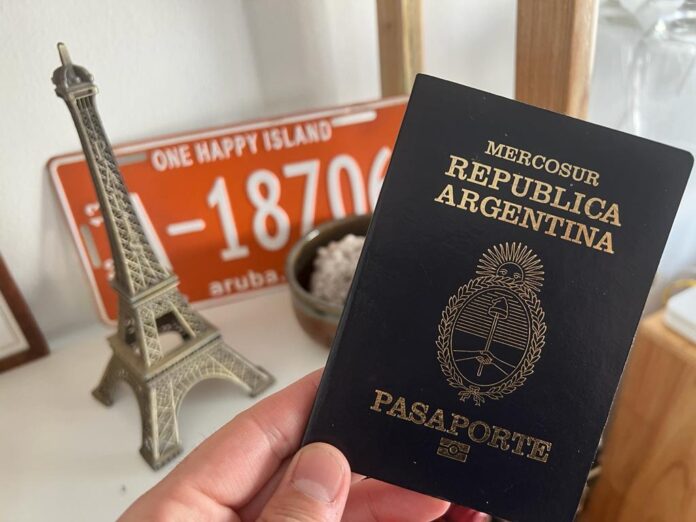 ONE HAPPY ISLAND
-18706
aruba.
MERCOSUR
REPUBLICA
ARGENTINA
PASAPORTE